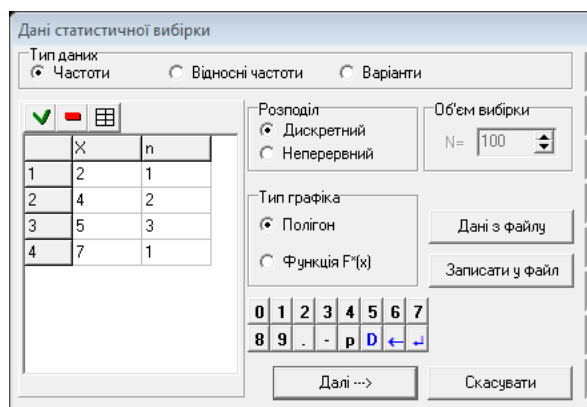 Дані статистичної вибірки
Тип даних
Частоти Відносні частоти Варіанти
X n
1 2 1
2 4 2
3 5 3
4 7 1
Розподіл
Дискретний
Неперервний
Об'єм вибірки
N= 100
Тип графіка
Полігон
Функція F*(x)
Дані з файлу
Записати у файл
0 1 2 3 4 5 6 7
8 9 . - p D ← ↵
Далі --->
Скасувати